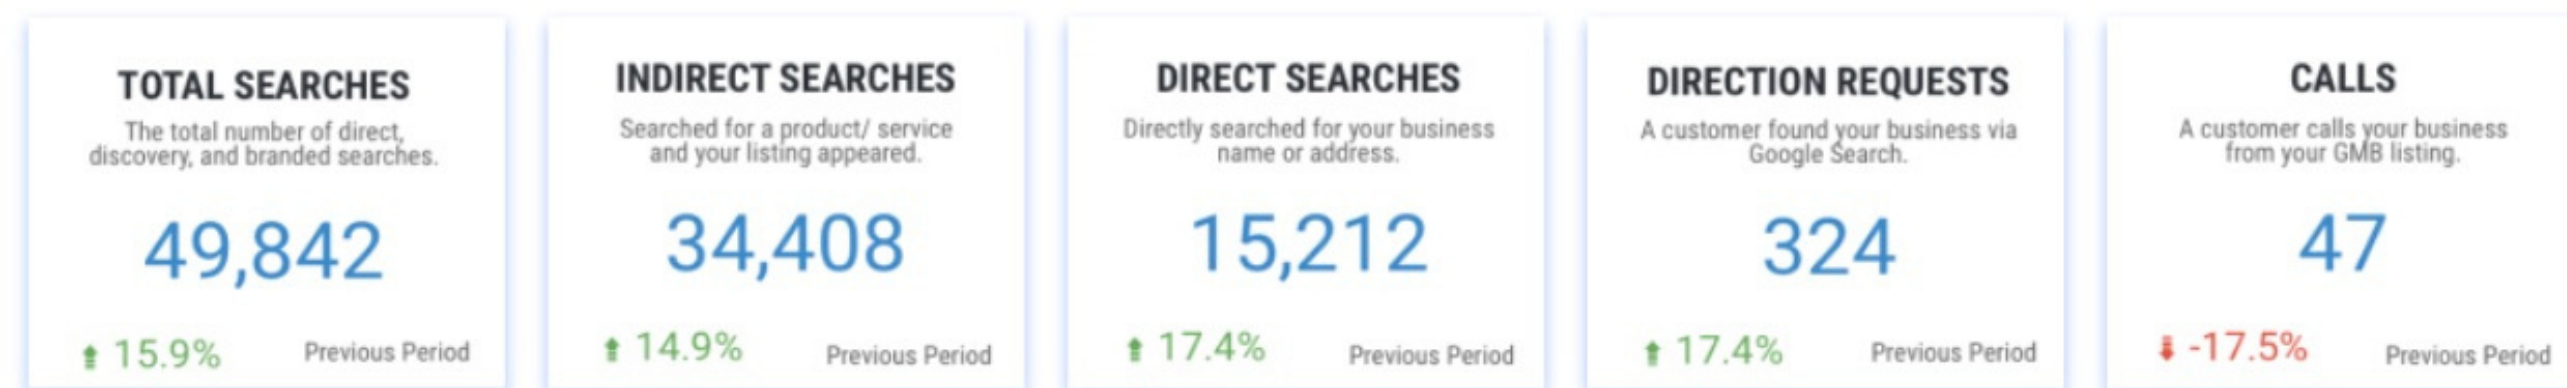 TOTAL SEARCHES
The total number of direct,
discovery, and branded searches.
49,842
15.9% Previous Period
INDIRECT SEARCHES
Searched for a product/ service
and your listing appeared.
34,408
14.9% Previous Period
DIRECT SEARCHES
Directly searched for your business
name or address.
15,212
17.4% Previous Period
DIRECTION REQUESTS
A customer found your business via
Google Search.
324
17.4% Previous Period
CALLS
A customer calls your business
from your GMB listing.
47
-17.5% Previous Period